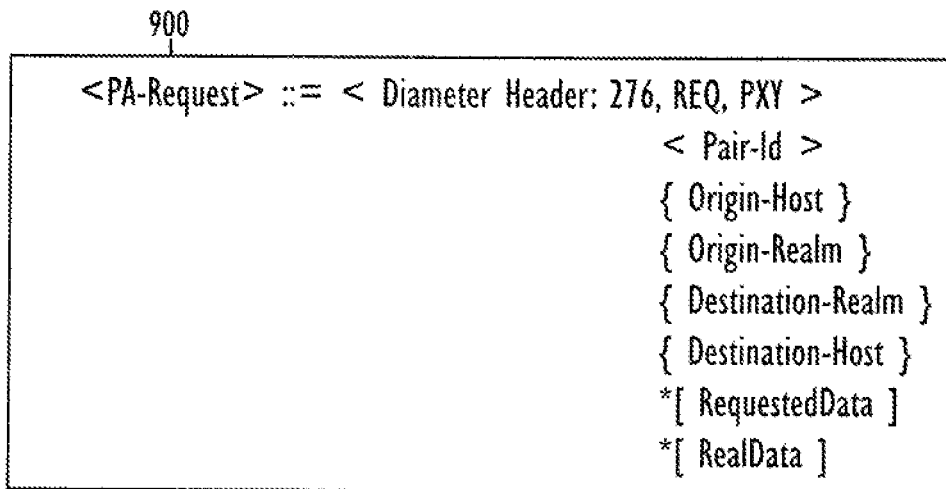 900
<PA-Request> ::= < Diameter Header: 276, REQ, PXY >
< Pair-Id >
{ Origin-Host }
{ Origin-Realm }
{ Destination-Realm }
{ Destination-Host }
*[ RequestedData ]
*[ RealData ]